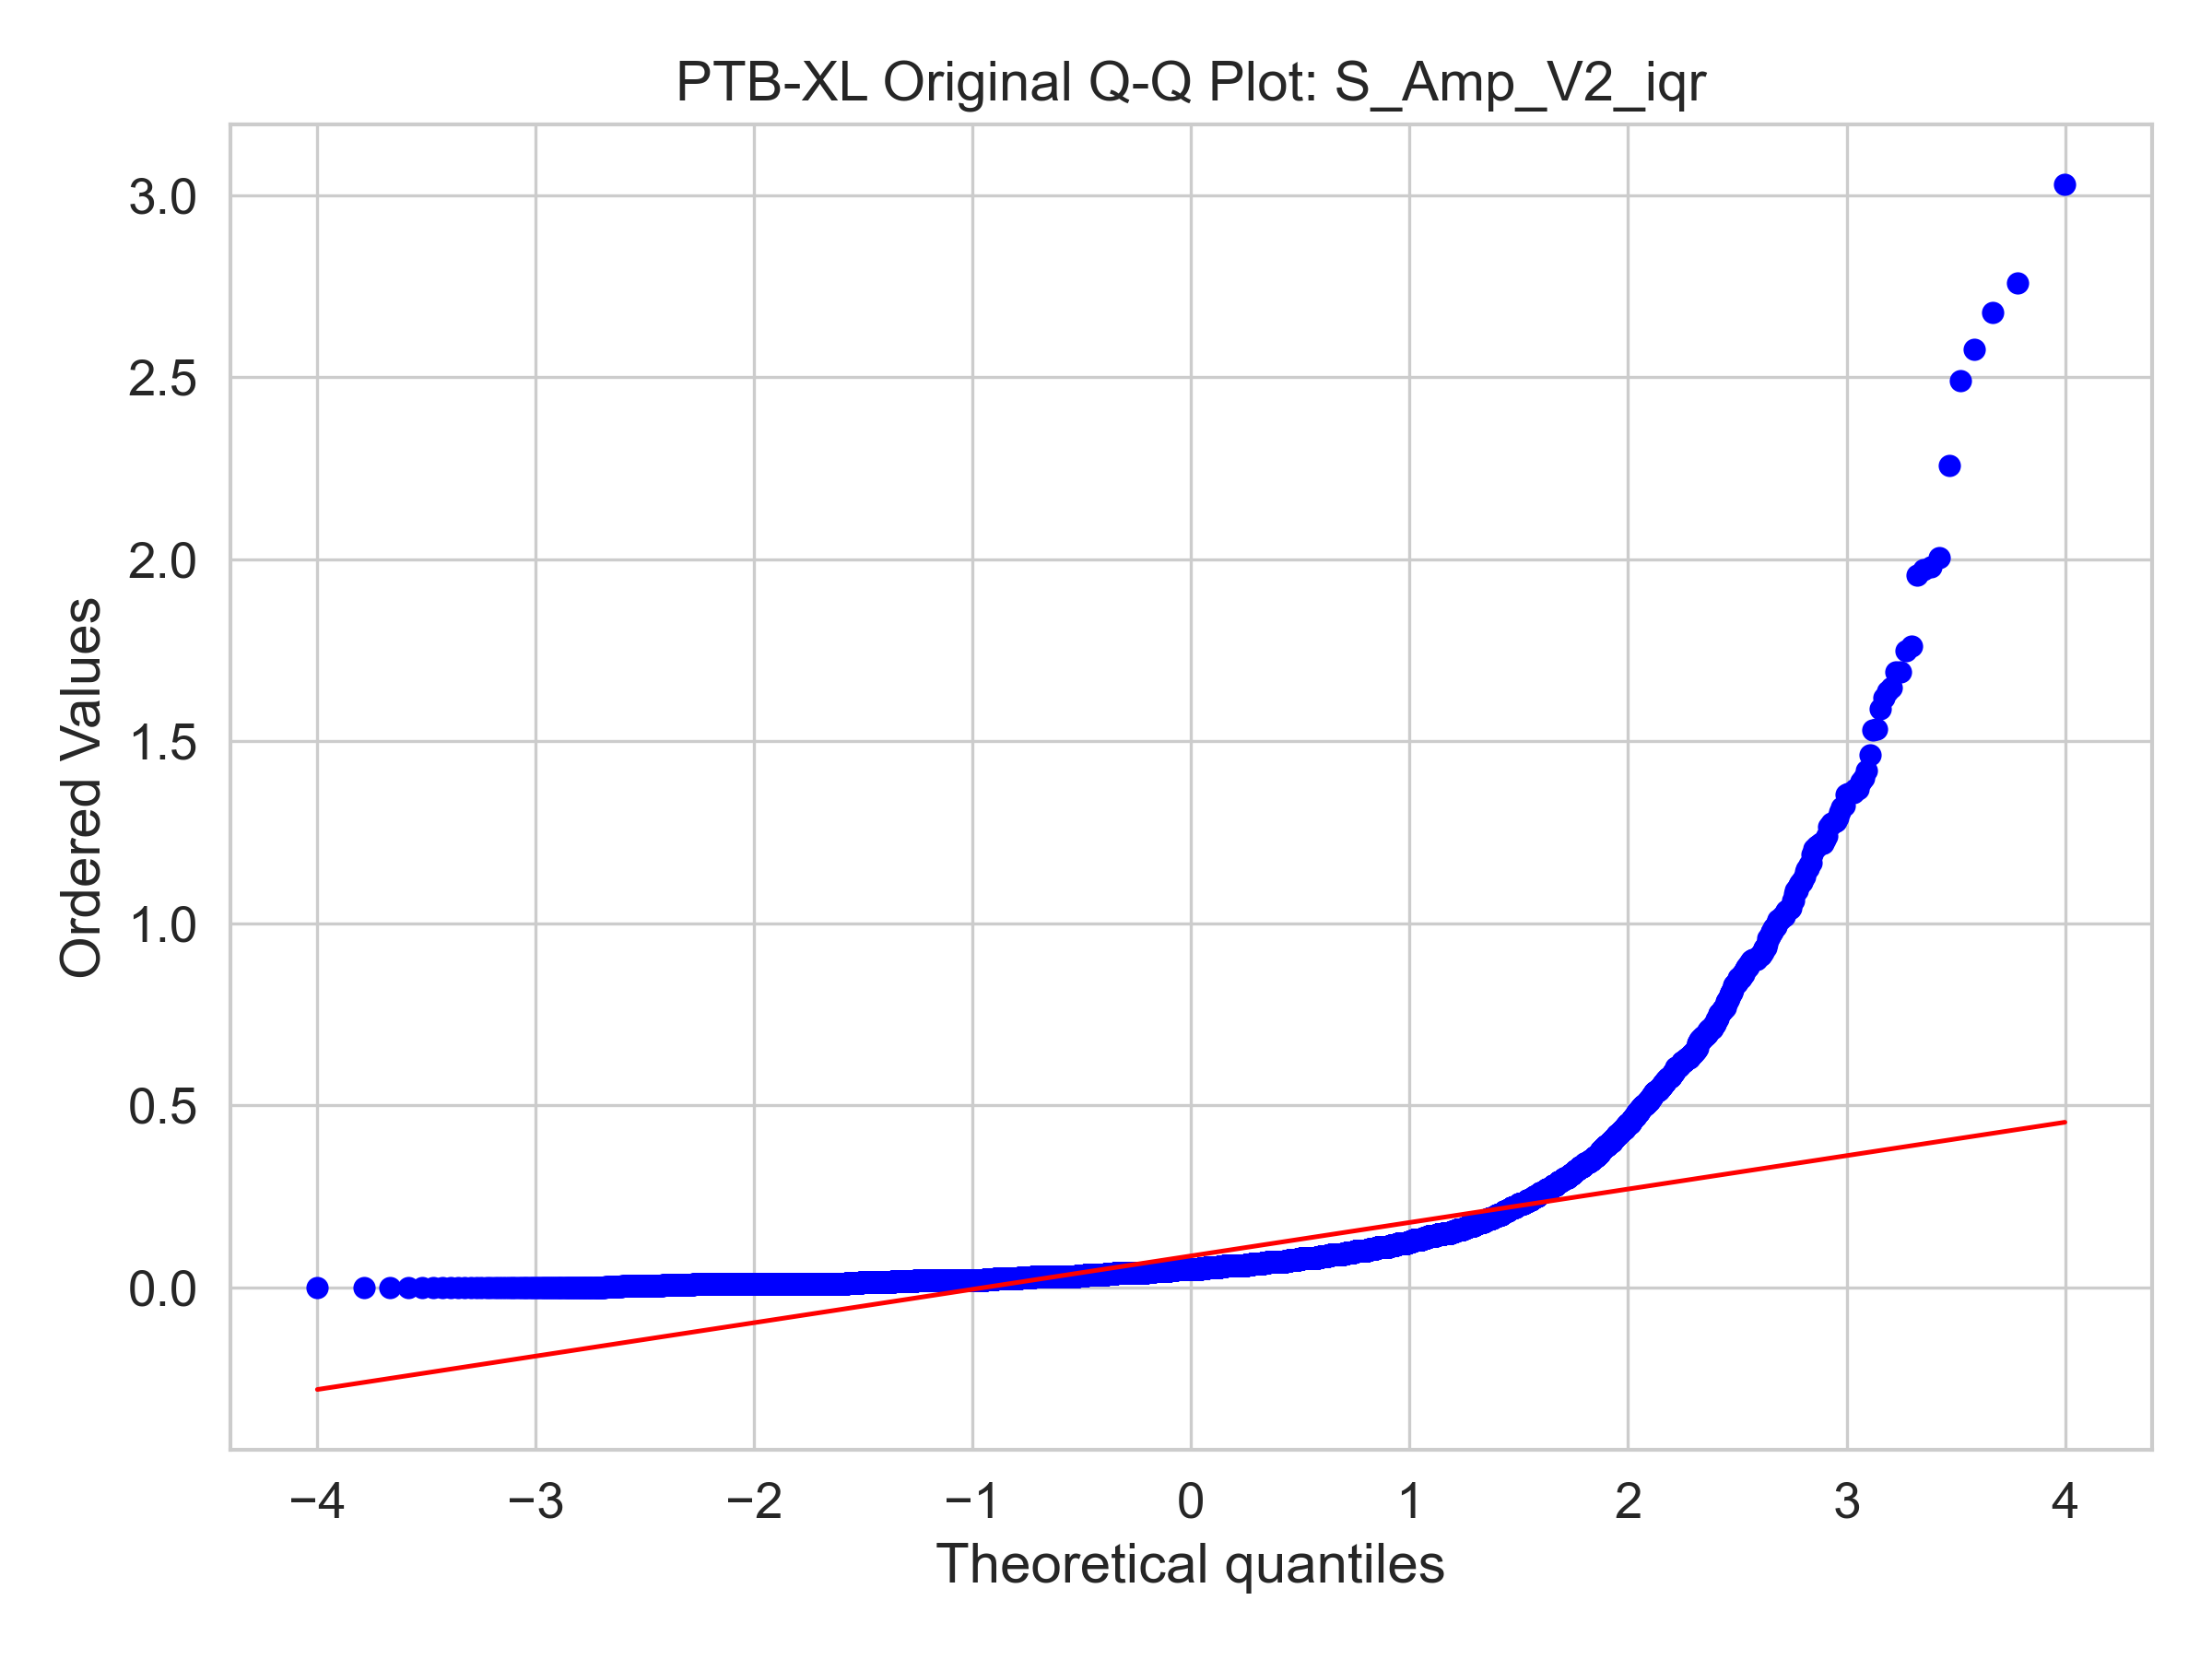 PTB-XL Original Q-Q Plot: S_Amp_V2_iqr
3.0
2.5
2.0
1.5
1.0
0.5
0.0
Ordered Values
−4 −3 −2 −1 0 1 2 3 4
Theoretical quantiles